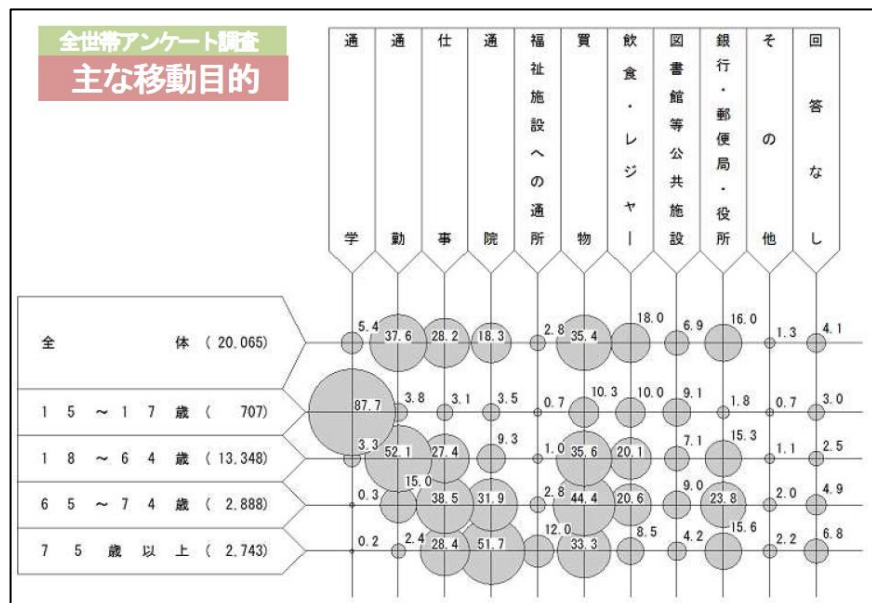 全世帯アンケート調査
主な移動目的
通学
通勤
仕事
通院
福祉施設への通所
買物
飲食・レジャー
図書館等公共施設
銀行・郵便局・役所
その他
回答なし
全体 (20,065) 5.4 37.6 28.2 18.3 2.8 35.4 18.0 6.9 16.0 1.3 4.1
15～17歳 (707) 87.7 3.8 3.1 3.5 0.7 10.3 10.0 9.1 1.8 0.7 3.0
18～64歳 (13,348) 3.3 52.1 27.4 9.3 1.0 35.6 20.1 7.1 15.3 1.1 2.5
65～74歳 (2,888) 0.3 15.0 38.5 31.9 2.8 44.4 20.6 9.0 23.8 2.0 4.9
75歳以上 (2,743) 0.2 2.4 28.4 51.7 12.0 33.3 8.5 4.2 15.6 2.2 6.8